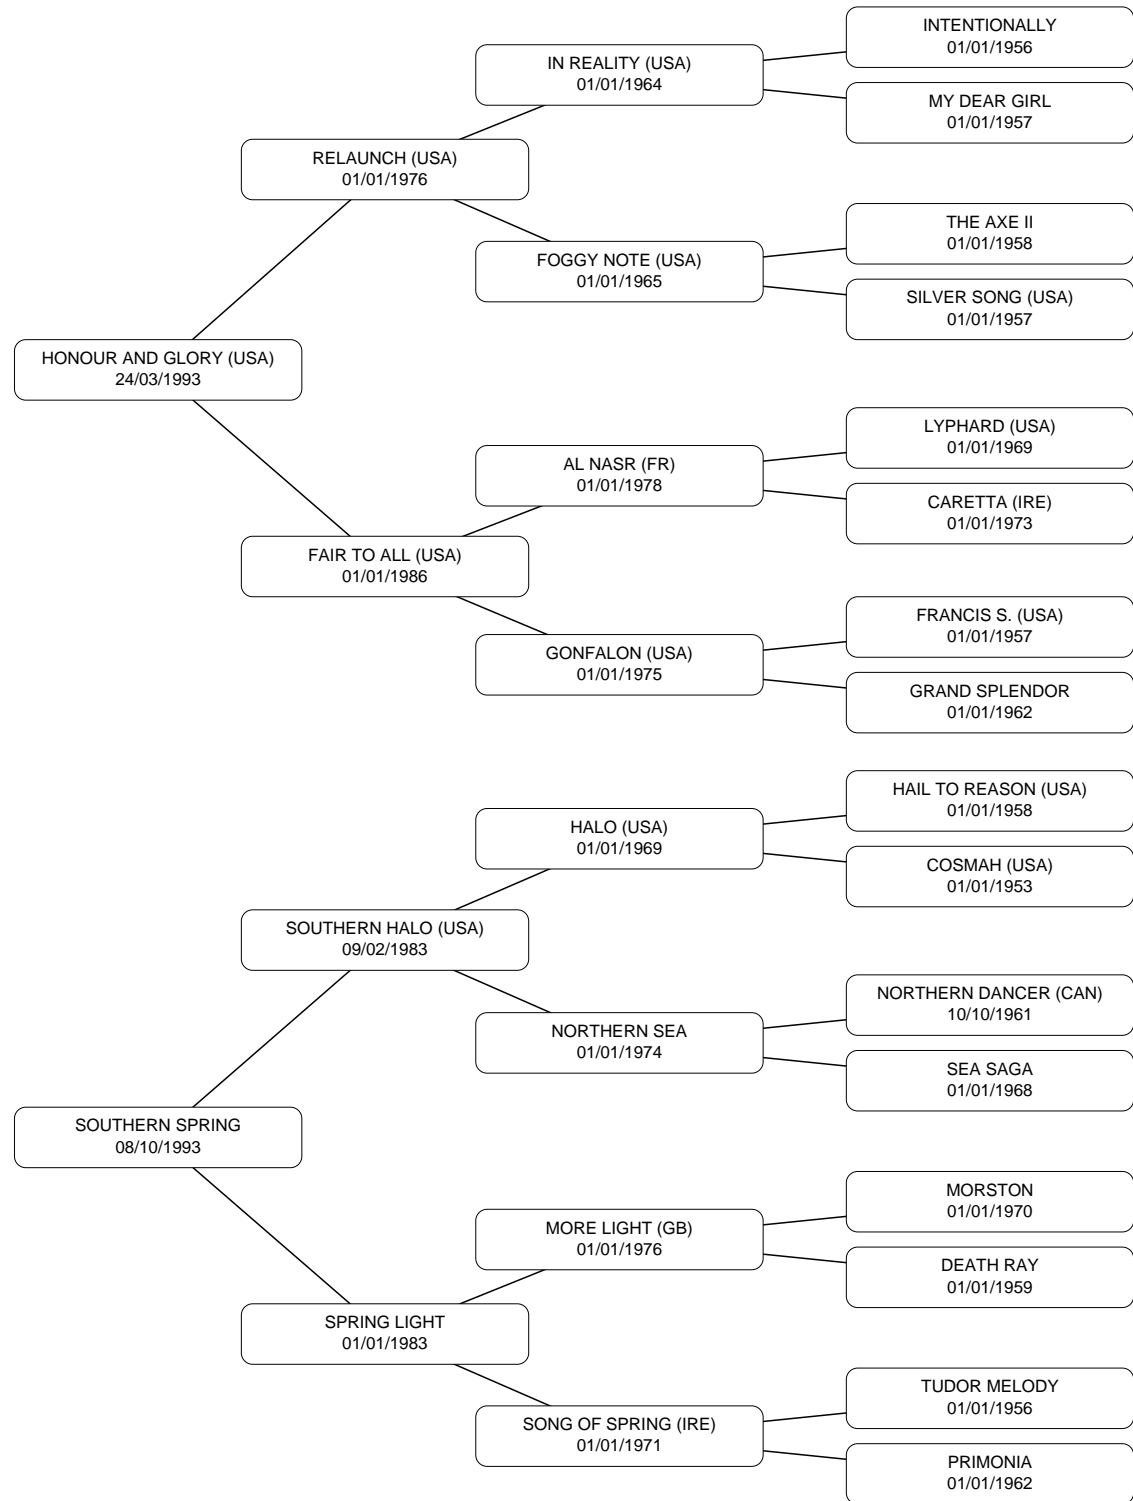 INTENTIONALLY
01/01/1956
IN REALITY (USA)
01/01/1964
MY DEAR GIRL
01/01/1957
RELAUNCH (USA)
01/01/1976
THE AXE II
01/01/1958
FOGGY NOTE (USA)
01/01/1965
SILVER SONG (USA)
01/01/1957
HONOUR AND GLORY (USA)
24/03/1993
LYPHARD (USA)
01/01/1969
AL NASR (FR)
01/01/1978
CARETTA (IRE)
01/01/1973
FAIR TO ALL (USA)
01/01/1986
FRANCIS S. (USA)
01/01/1957
GONFALON (USA)
01/01/1975
GRAND SPLENDOR
01/01/1962
HAIL TO REASON (USA)
01/01/1958
HALO (USA)
01/01/1969
COSMAH (USA)
01/01/1953
SOUTHERN HALO (USA)
09/02/1983
NORTHERN DANCER (CAN)
10/10/1961
NORTHERN SEA
01/01/1974
SEA SAGA
01/01/1968
SOUTHERN SPRING
08/10/1993
MORSTON
01/01/1970
MORE LIGHT (GB)
01/01/1976
DEATH RAY
01/01/1959
SPRING LIGHT
01/01/1983
TUDOR MELODY
01/01/1956
SONG OF SPRING (IRE)
01/01/1971
PRIMONIA
01/01/1962